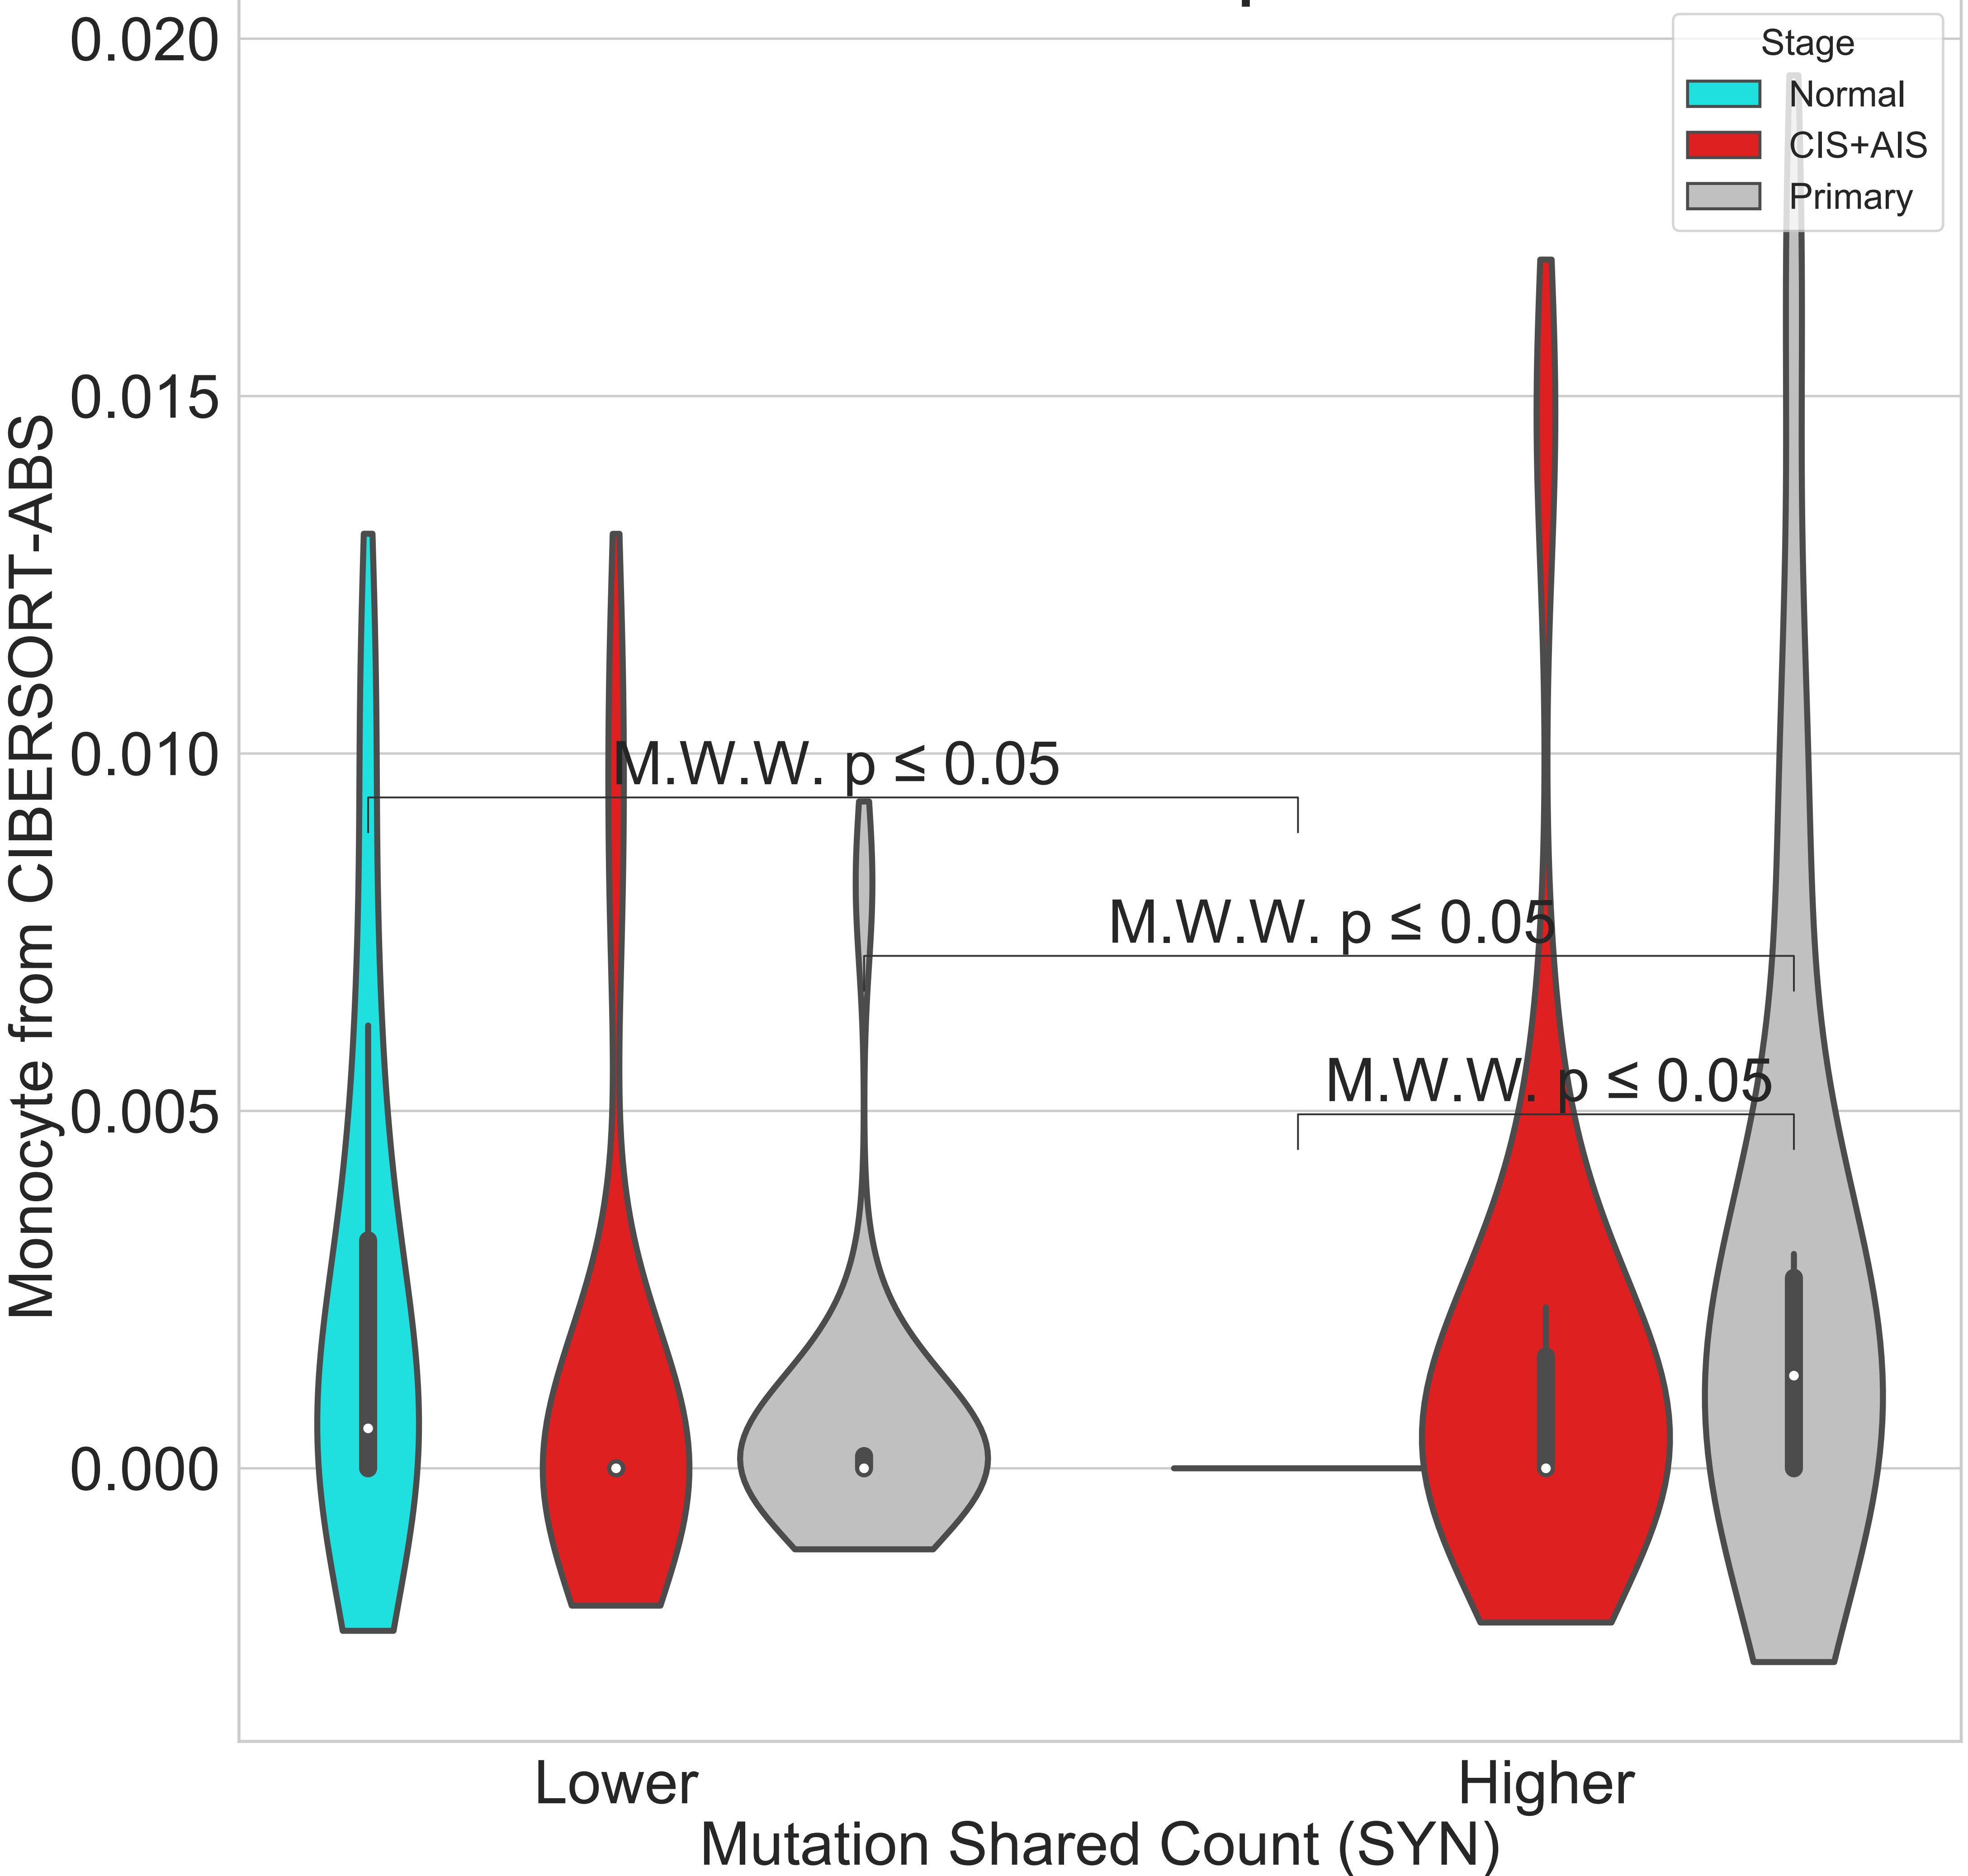 0.020
0.015
0.010
0.005
0.000
Monocyte from CIBERSORT-ABS
Stage
Normal
CIS+AIS
Primary
M.W.W. p ≤ 0.05
M.W.W. p ≤ 0.05
M.W.W. p ≤ 0.05
Lower
Higher
Mutation Shared Count (SYN)